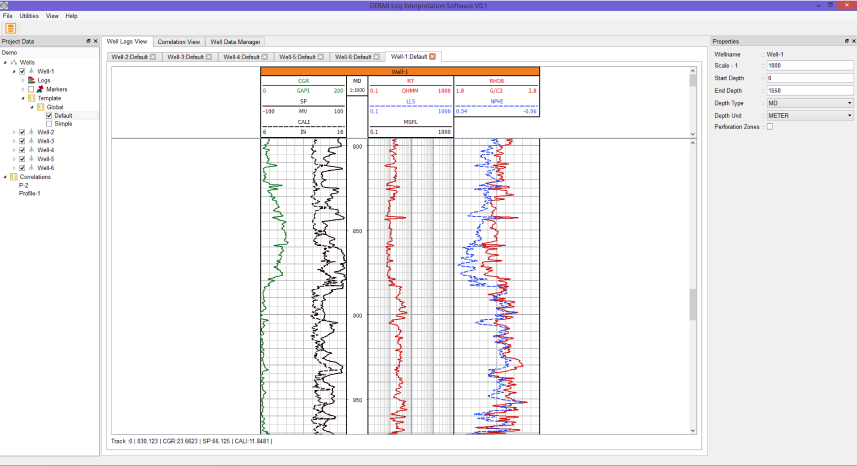 GERMI Log Interpretation Software V0.1
File Utilities View Help
Project Data
Demo
Wells
Well-1
Logs
Markers
Template
Global
Default
Simple
Well-2
Well-3
Well-4
Well-5
Well-6
Correlations
P-2
Profile-1
Well Logs View Correlation View Well Data Manager
Well-2:Default Well-3:Default Well-4:Default Well-5:Default Well-6:Default Well-1:Default
Well-1
CGR MD RT RHOB
0 GAPI 200 1:1000 0.1 OHMM 1000 1.8 G/C3 2.8
SP LLS NPHI
-100 MV 100 0.1 1000 0.54 -0.06
CALI MSFL
6 IN 16 0.1 1000
800
850
900
950
Track :0| 830.123 | CGR:23.6623 | SP:66.126 | CALI:11.8481 |
Properties
Wellname : Well-1
Scale - 1 : 1000
Start Depth : 0
End Depth : 1550
Depth Type : MD
Depth Unit : METER
Perforation Zones :